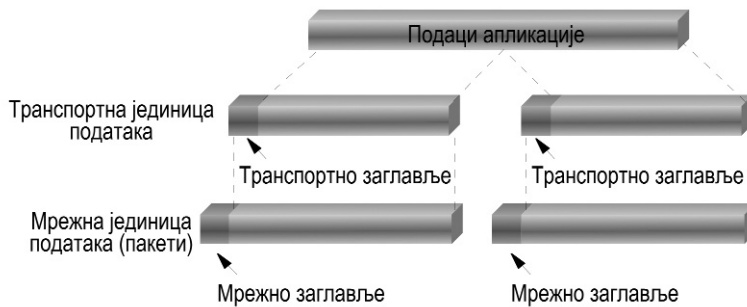 Подаци апликације
Транспортна јединица
података
Транспортно заглавље
Транспортно заглавље
Мрежна јединица
података (пакети)
Мрежно заглавље
Мрежно заглавље